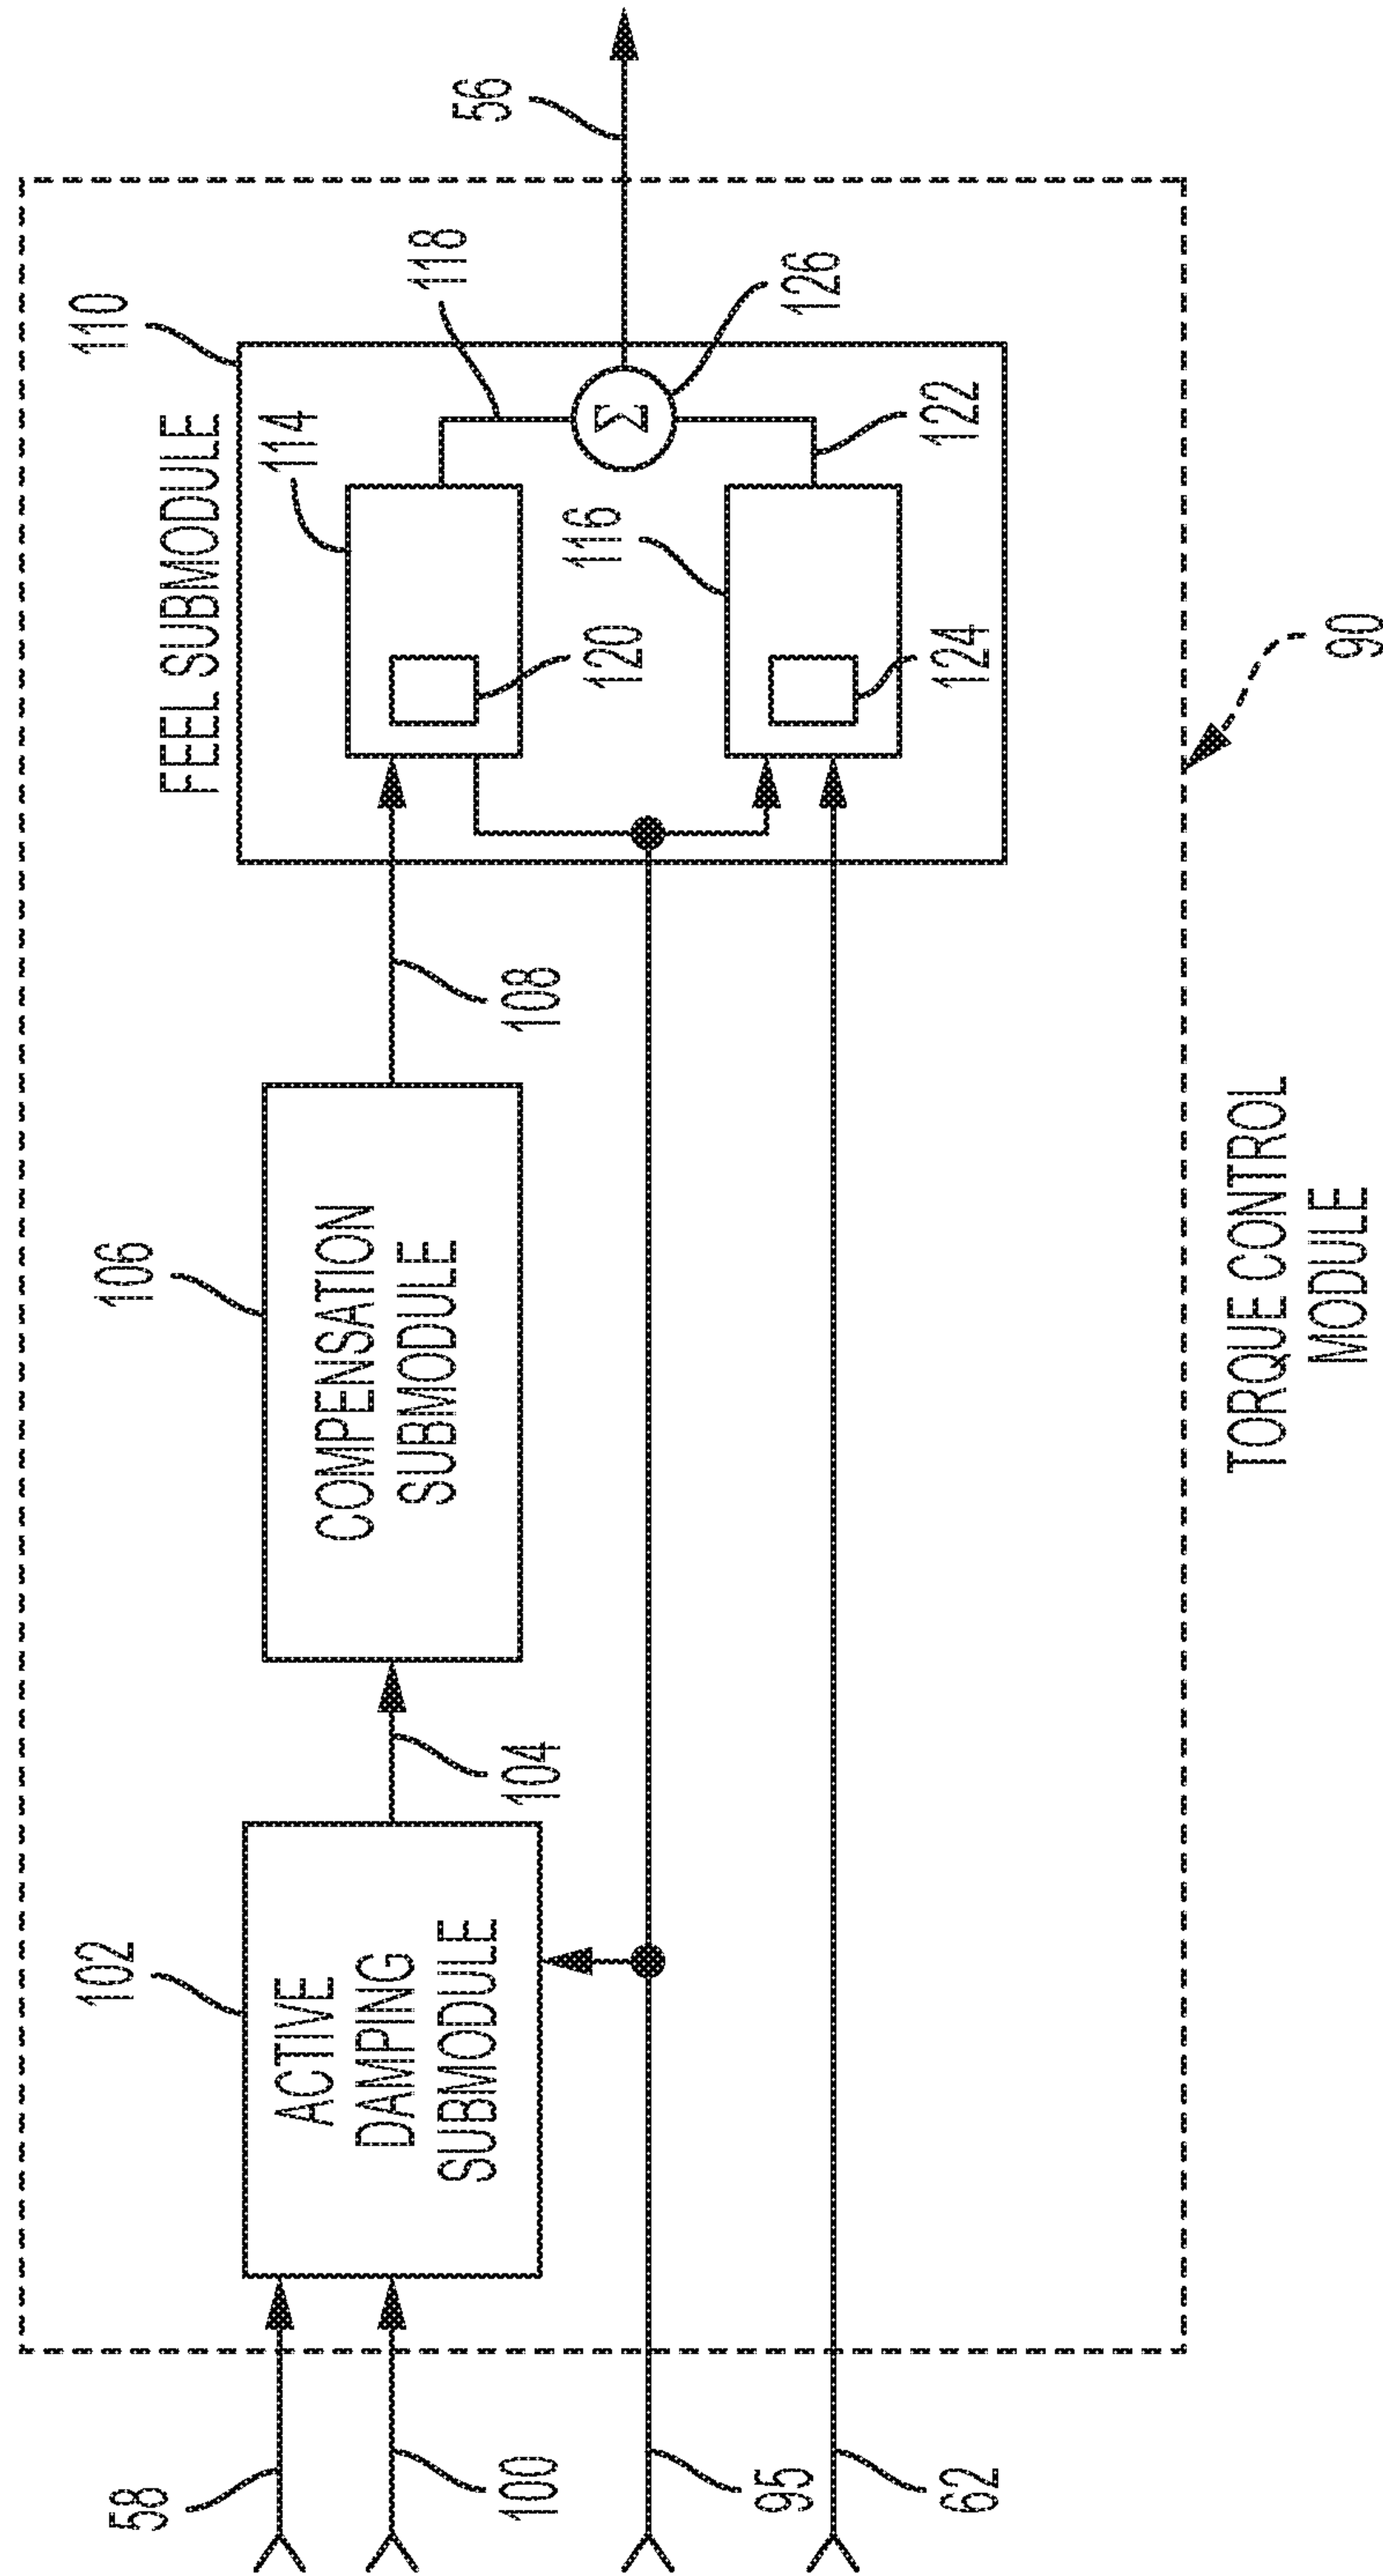 110
FEEL SUBMODULE
114
118
56
126
116
120
122
124
Σ
102
ACTIVE
DAMPING
SUBMODULE
104
106
COMPENSATION
SUBMODULE
108
58
100
95
62
90
TORQUE CONTROL
MODULE